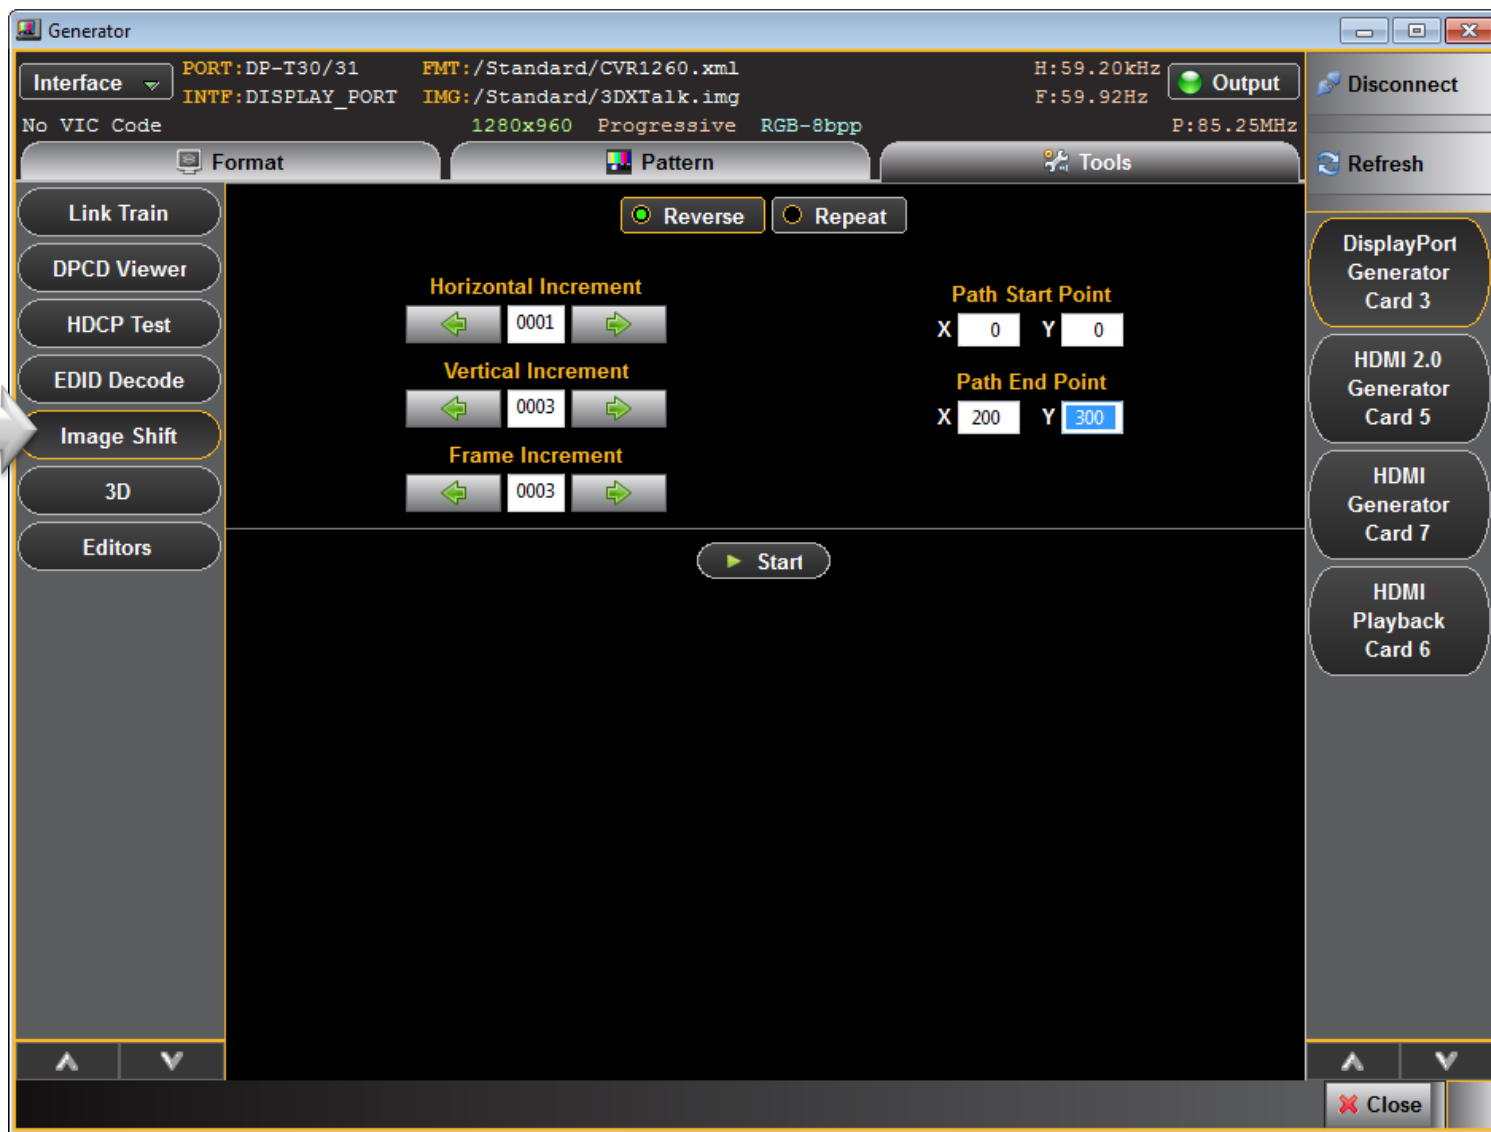 Generator
Interface PORT:DP-T30/31 FMT:/Standard/CVR1260.xml H:59.20kHz Output
INTF:DISPLAY_PORT IMG:/Standard/3DXTalk.img F:59.92Hz
No VIC Code 1280x960 Progressive RGB-8bpp P:85.25MHz
Format Pattern Tools
Disconnect
Refresh
Link Train
DPCD Viewer
HDCP Test
EDID Decode
Image Shift
3D
Editors
Reverse Repeat
Horizontal Increment
0001
Vertical Increment
0003
Frame Increment
0003
Path Start Point
X 0 Y 0
Path End Point
X 200 Y 300
Start
DisplayPort
Generator
Card 3
HDMI 2.0
Generator
Card 5
HDMI
Generator
Card 7
HDMI
Playback
Card 6
Close